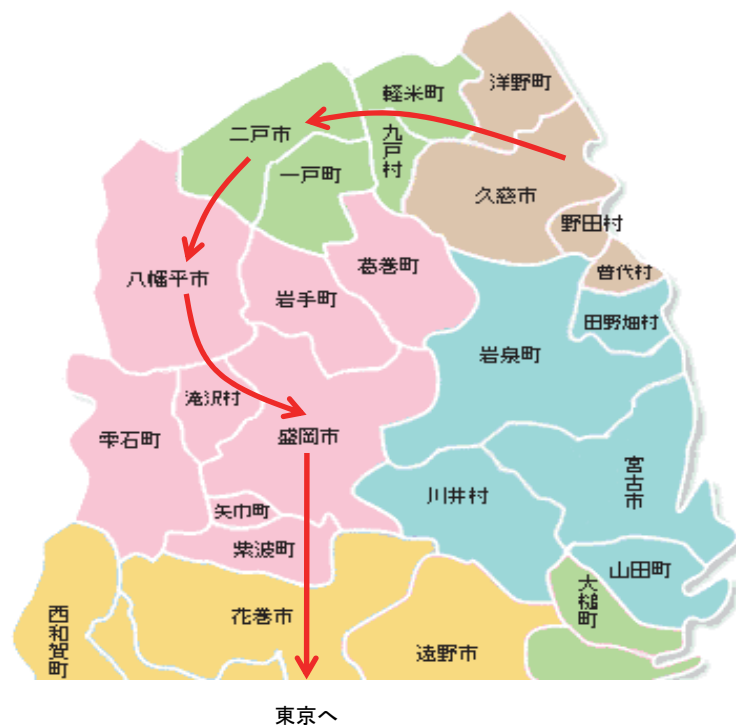 洋野町
軽米町
二戸市
九戸村
一戸町
久慈市
野田村
普代村
八幡平市
岩手町
葛巻町
田野畑村
岩泉町
滝沢村
雫石町
盛岡市
宮古市
川井村
矢巾町
紫波町
山田町
大槌町
西和賀町
花巻市
遠野市
東京へ